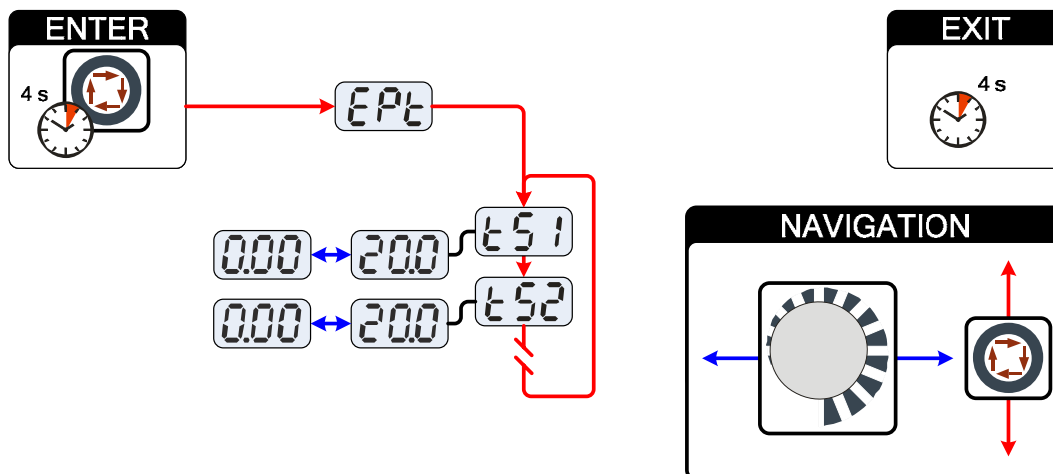 ENTER
4 s
EXIT
4 s
EPt
tS1
0.00
20.0
tS2
0.00
20.0
NAVIGATION